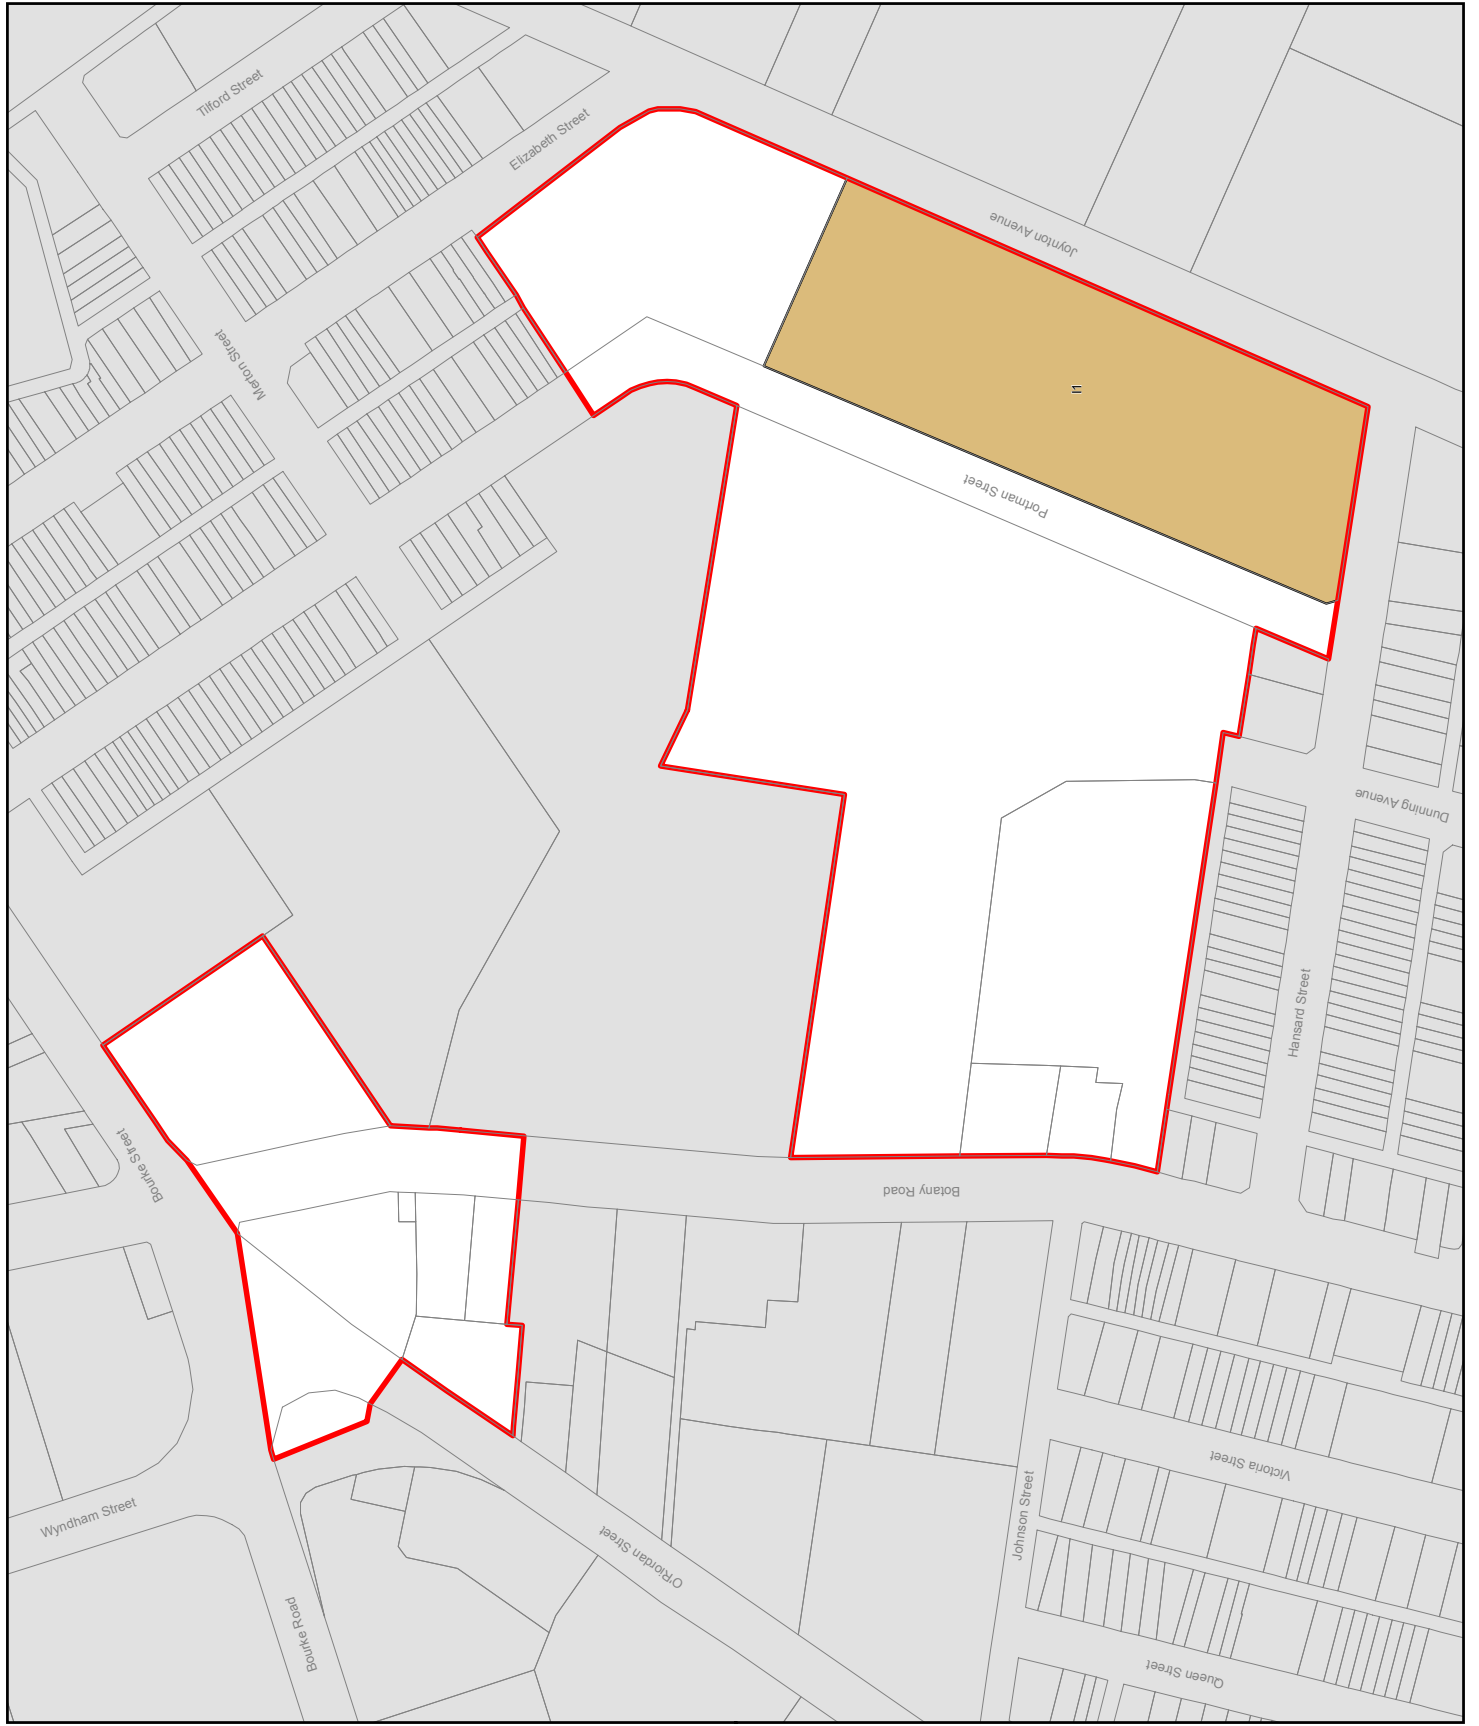 Tilford Street
Elizabeth Street
Joynton Avenue
Merton Street
I1
Portman Street
Dunning Avenue
Hansard Street
Bourke Street
Botany Road
Victoria Street
Wyndham Street
Johnson Street
O'Riordan Street
Bourke Road
Queen Street